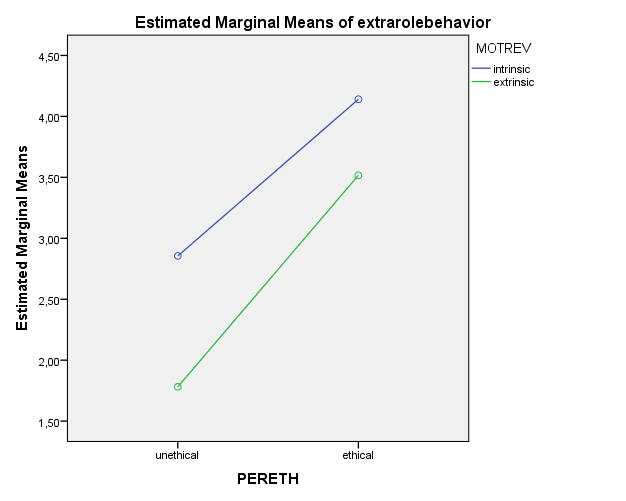 Estimated Marginal Means of extrarolebehavior
MOTREV
intrinsic
extrinsic
Estimated Marginal Means
4,50
4,00
3,50
3,00
2,50
2,00
1,50
unethical
ethical
PERETH